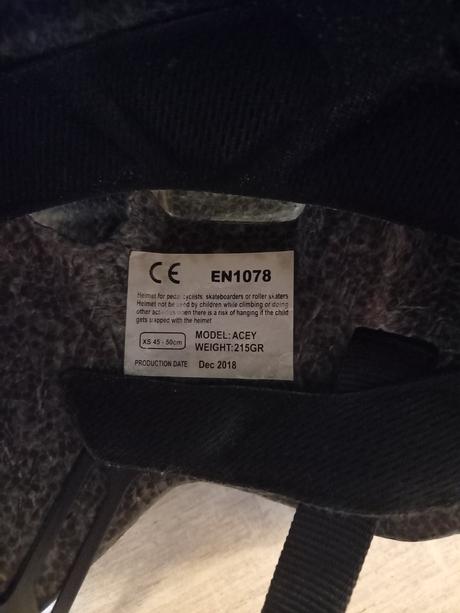 CE EN1078
Helmet for pedal cyclists, skateboarders or roller skaters
Helmet not be used by children while climbing or doing
other activities when there is a risk of hanging if the child
gets trapped with the helmet
XS 45 - 50cm
MODEL: ACEY
WEIGHT:215GR
PRODUCTION DATE Dec 2018